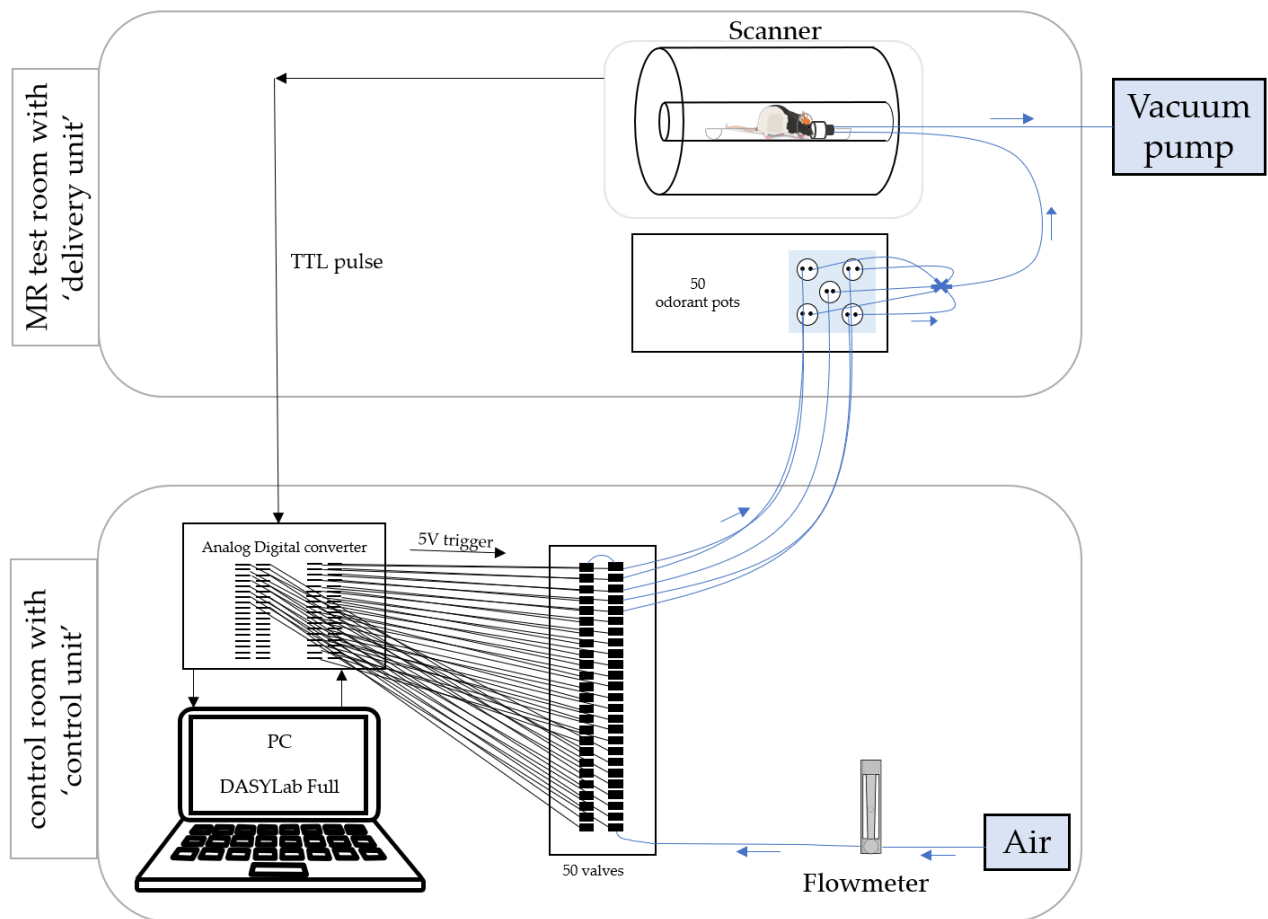 MR test room with
‘delivery unit’
Scanner
Vacuum
pump
TTL pulse
50
odorant pots
control room with
‘control unit’
Analog Digital converter
5V trigger
PC
DASYLab Full
50 valves
Flowmeter
Air